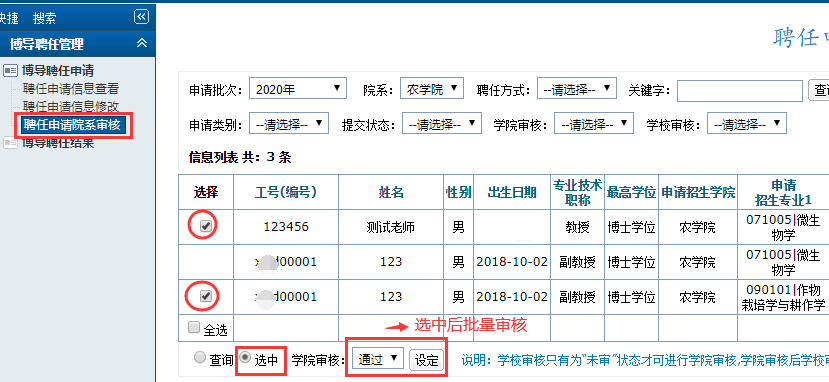 快捷 搜索
博导聘任管理
博导聘任申请
聘任申请信息查看
聘任申请信息修改
聘任申请院系审核
博导聘任结果
聘任
申请批次： 2020年 院系： 农学院 聘任方式： --请选择-- 关键字： 查询
申请类别： --请选择-- 提交状态： --请选择-- 学院审核： --请选择-- 学校审核： --请选择--
信息列表 共：3 条
选择 工号(编号) 姓名 性别 出生日期 专业技术职称 最高学位 申请招生学院 申请招生专业1
123456 测试老师 男 教授 博士学位 农学院 071005|微生物学
d00001 123 男 2018-10-02 副教授 博士学位 农学院 071005|微生物学
d00001 123 男 2018-10-02 副教授 博士学位 农学院 090101|作物栽培学与耕作学
全选
选中后批量审核
查询 选中 学院审核： 通过 设定 说明：学校审核只有为"未审"状态才可进行学院审核,学院审核后学校审